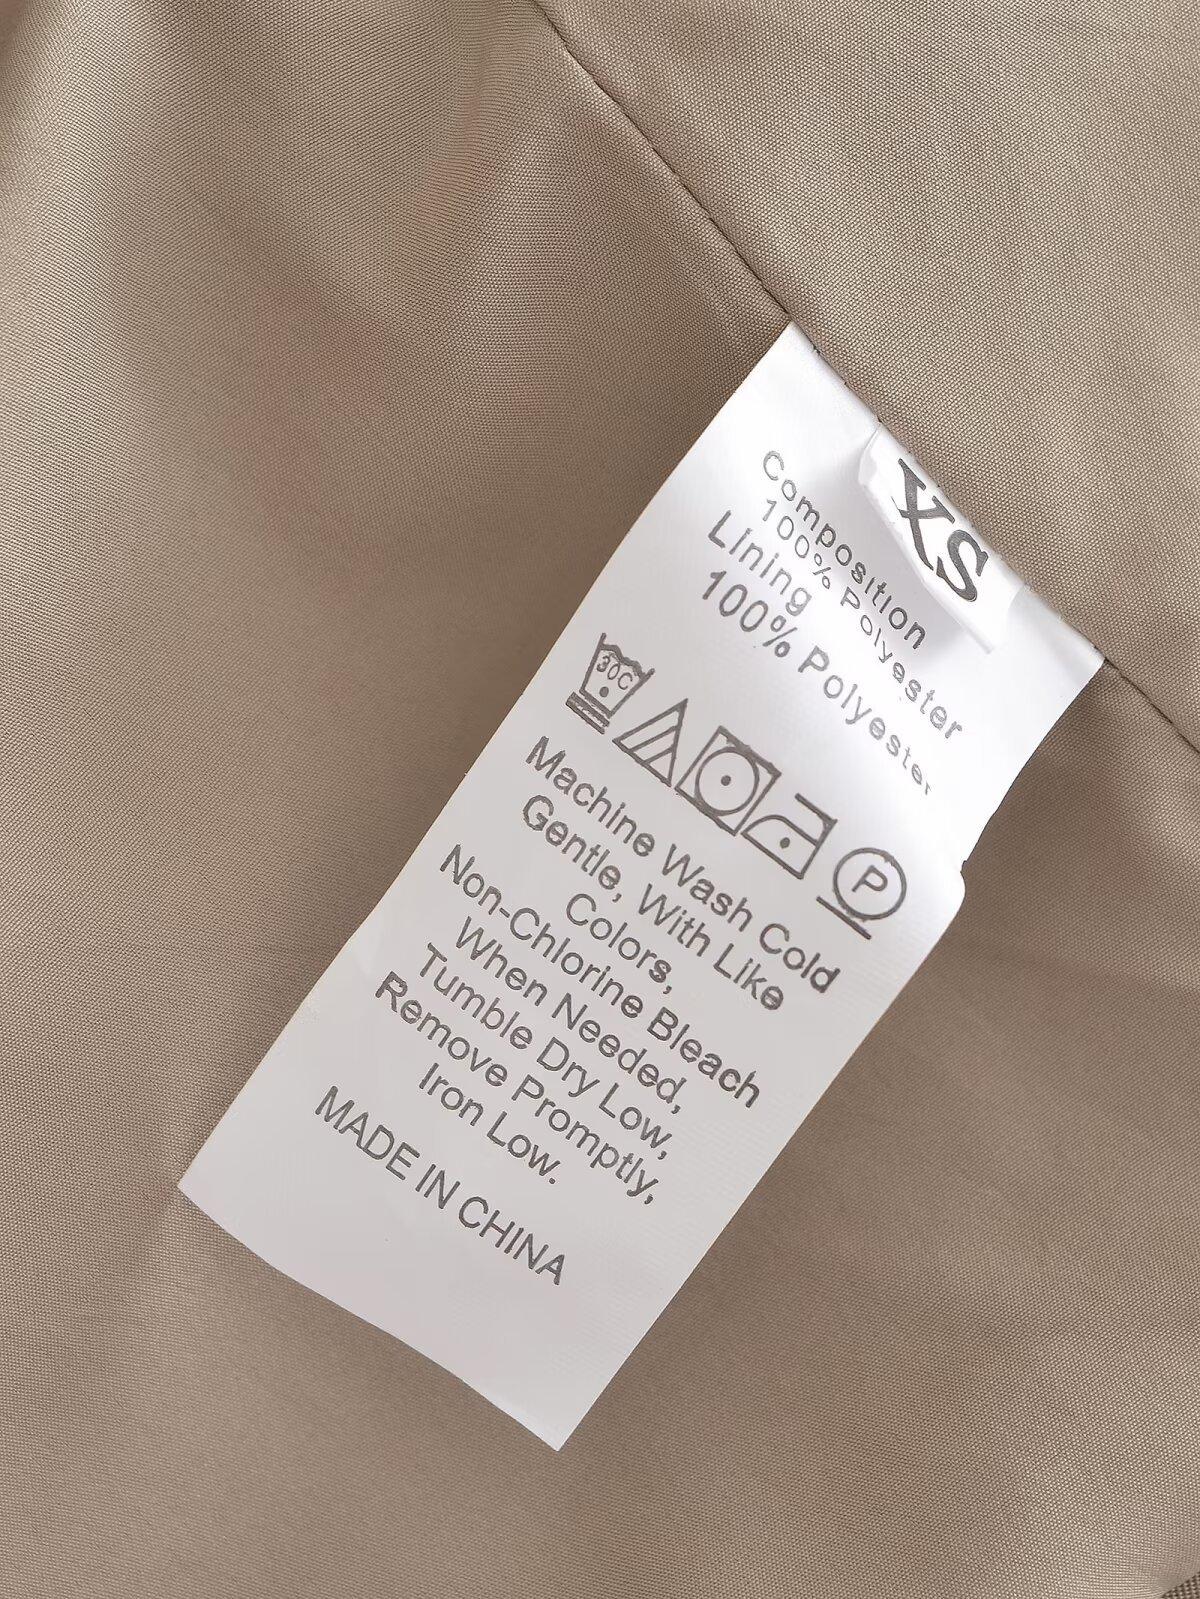 XS
Composition
100% Polyester
Lining
100% Polyester
30C
P
Machine Wash Cold
Gentle, With Like
Colors,
Non-Chlorine Bleach
When Needed,
Tumble Dry Low,
Remove Promptly,
Iron Low.
MADE IN CHINA